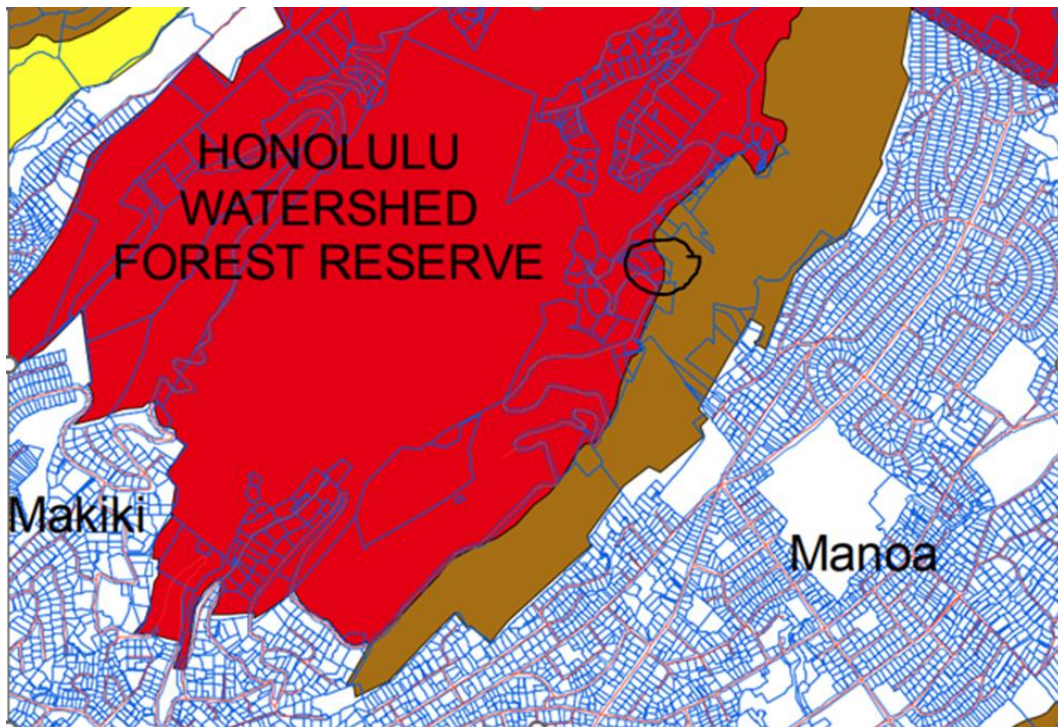 HONOLULU
WATERSHED
FOREST RESERVE
Makiki
Manoa